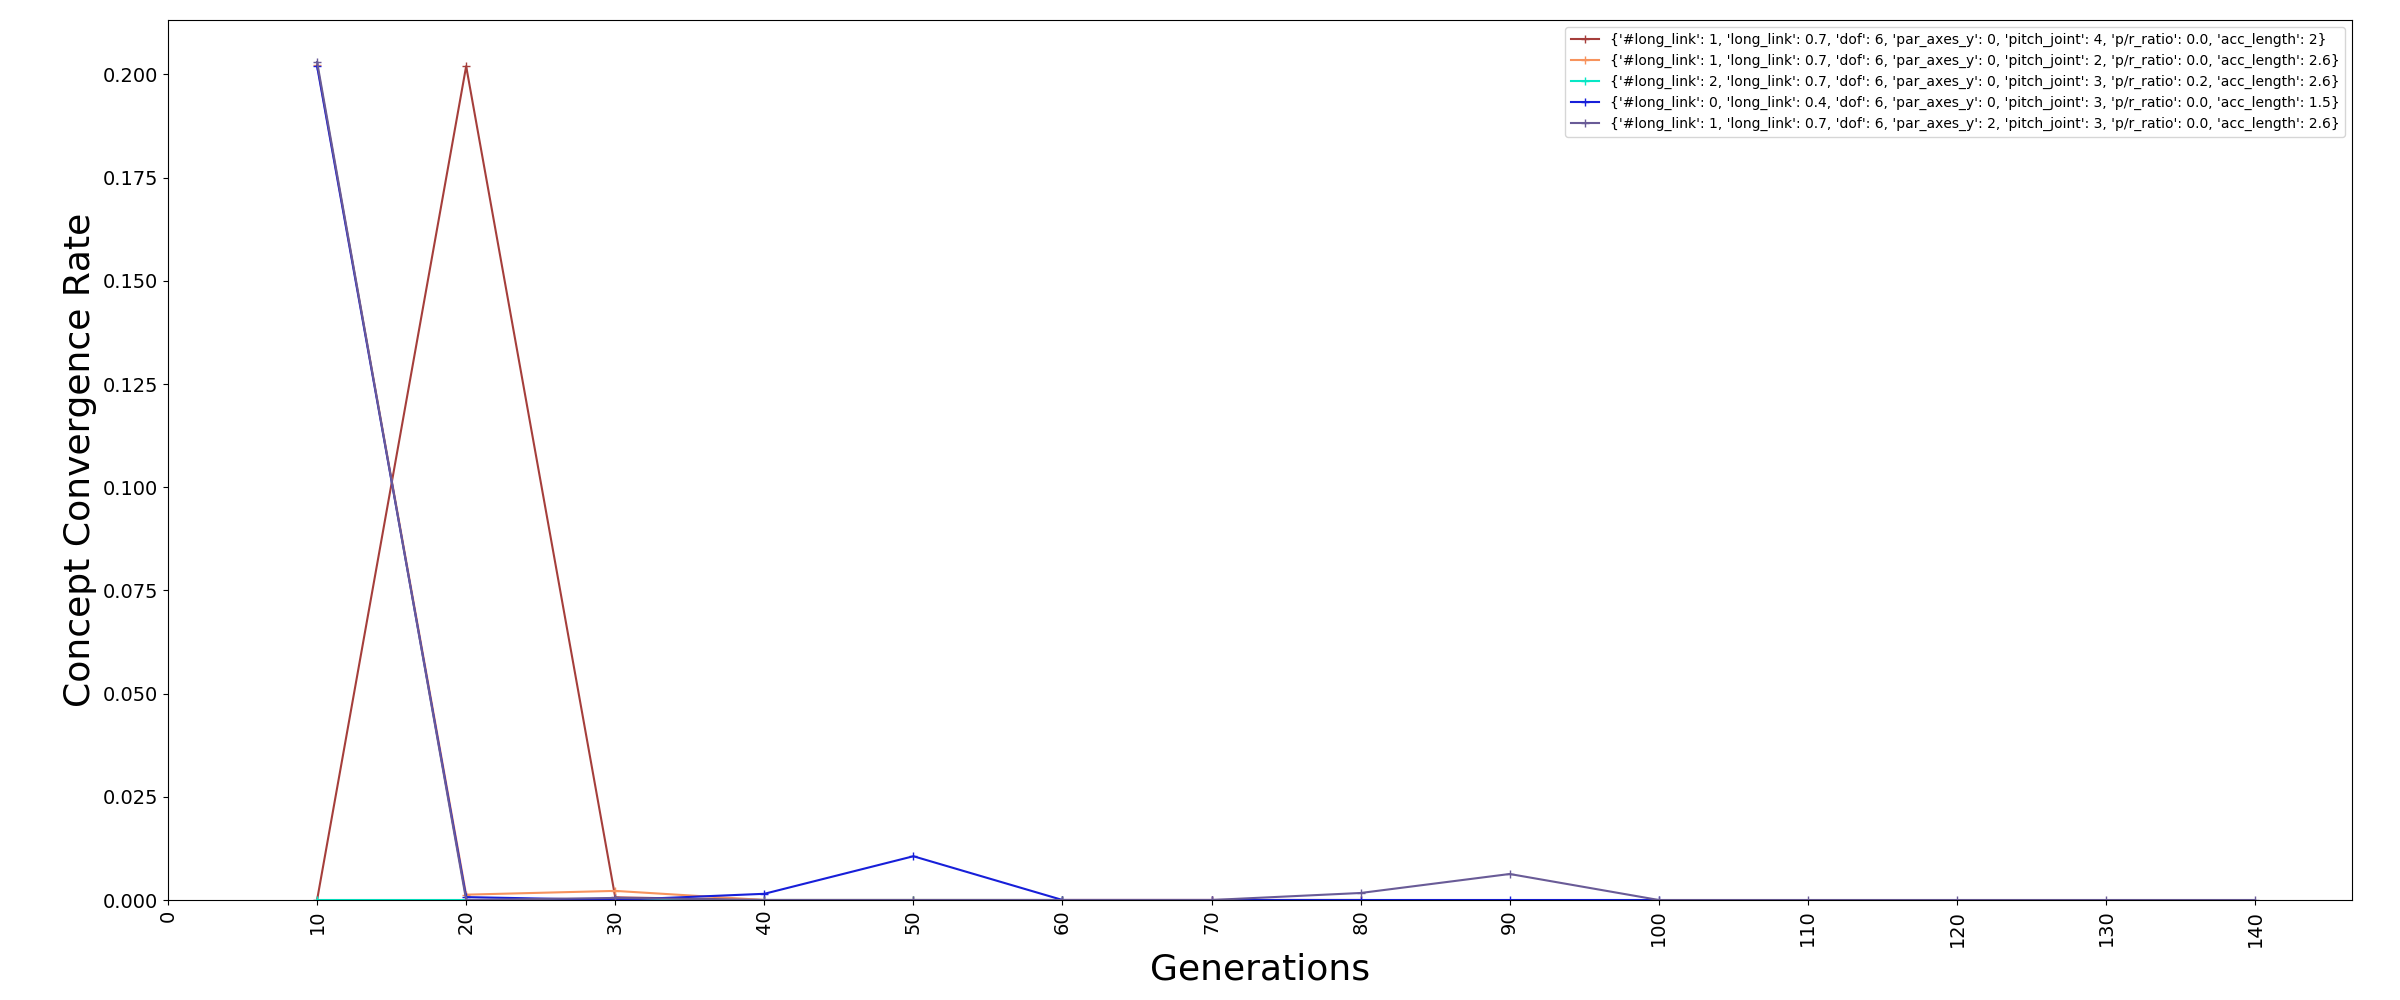 {'#long_link': 1, 'long_link': 0.7, 'dof': 6, 'par_axes_y': 0, 'pitch_joint': 4, 'p/r_ratio': 0.0, 'acc_length': 2}
{'#long_link': 1, 'long_link': 0.7, 'dof': 6, 'par_axes_y': 0, 'pitch_joint': 2, 'p/r_ratio': 0.0, 'acc_length': 2.6}
{'#long_link': 2, 'long_link': 0.7, 'dof': 6, 'par_axes_y': 0, 'pitch_joint': 3, 'p/r_ratio': 0.2, 'acc_length': 2.6}
{'#long_link': 0, 'long_link': 0.4, 'dof': 6, 'par_axes_y': 0, 'pitch_joint': 3, 'p/r_ratio': 0.0, 'acc_length': 1.5}
{'#long_link': 1, 'long_link': 0.7, 'dof': 6, 'par_axes_y': 2, 'pitch_joint': 3, 'p/r_ratio': 0.0, 'acc_length': 2.6}
Concept Convergence Rate
0.200
0.175
0.150
0.125
0.100
0.075
0.050
0.025
0.000
0 10 20 30 40 50 60 70 80 90 100 110 120 130 140
Generations